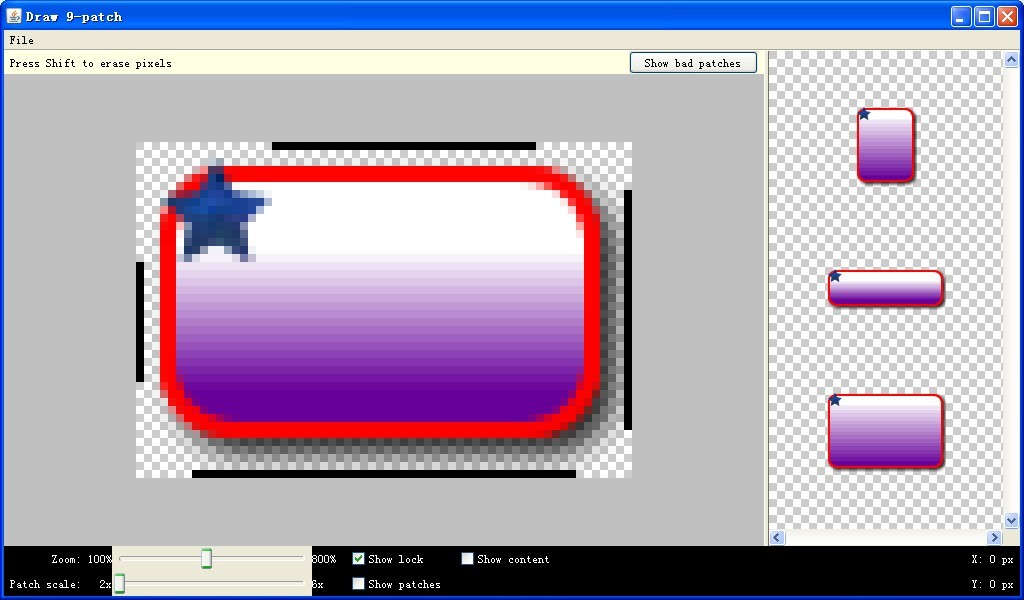 Draw 9-patch
File
Press Shift to erase pixels
Show bad patches
Zoom: 100% 800% Show lock Show content X: 0 px
Patch scale: 2x 6x Show patches Y: 0 px